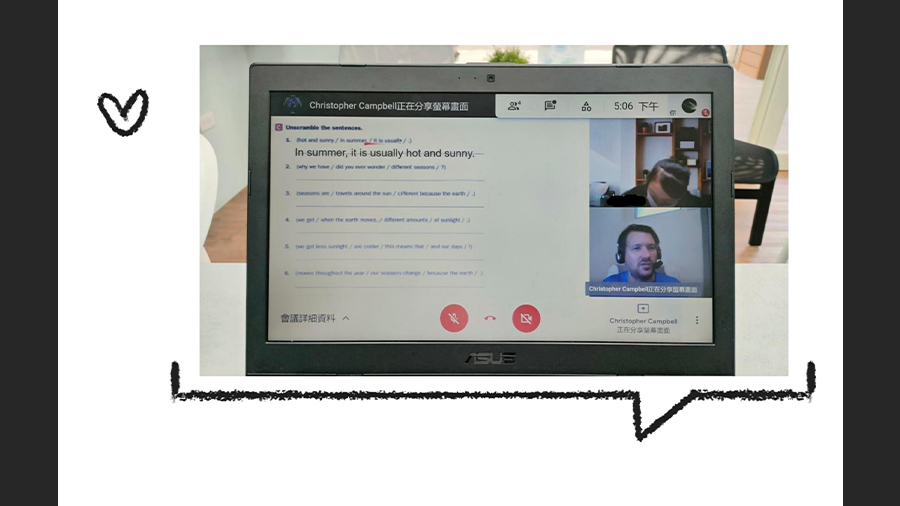 Christopher Campbell正在分享螢幕畫面
4
5:06 下午
你
C Unscramble the sentences.
1. (hot and sunny / in summer / it is usually / .)
In summer, it is usually hot and sunny.
2. (why we have / did you ever wonder / different seasons / ?)
3. (seasons are / travels around the sun / different because the earth / .)
4. (we get / when the earth moves, / different amounts / of sunlight / .)
5. (we get less sunlight / are cooler / this means that / and our days /
6. (moves throughout the year / our seasons change / because the earth / .)
Christopher Campbell正在分享螢幕畫面
會議詳細資料
Christopher Campbell
正在分享螢幕畫面
ASUS